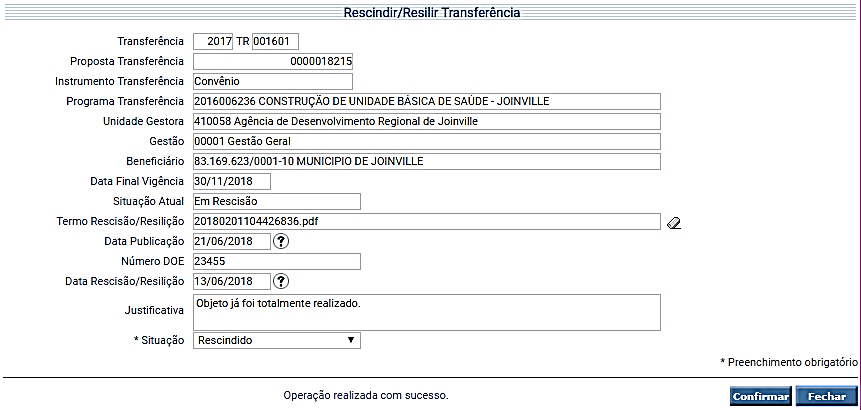 Rescindir/Resilir Transferência
Transferência 2017 TR 001601
Proposta Transferência 0000018215
Instrumento Transferência Convênio
Programa Transferência 2016006236 CONSTRUÇÃO DE UNIDADE BÁSICA DE SAÚDE - JOINVILLE
Unidade Gestora 410058 Agência de Desenvolvimento Regional de Joinville
Gestão 00001 Gestão Geral
Beneficiário 83.169.623/0001-10 MUNICIPIO DE JOINVILLE
Data Final Vigência 30/11/2018
Situação Atual Em Rescisão
Termo Rescisão/Resilição 20180201104426836.pdf
Data Publicação 21/06/2018 ?
Número DOE 23455
Data Rescisão/Resilição 13/06/2018 ?
Justificativa Objeto já foi totalmente realizado.
* Situação Rescindido
* Preenchimento obrigatório
Operação realizada com sucesso. Confirmar Fechar